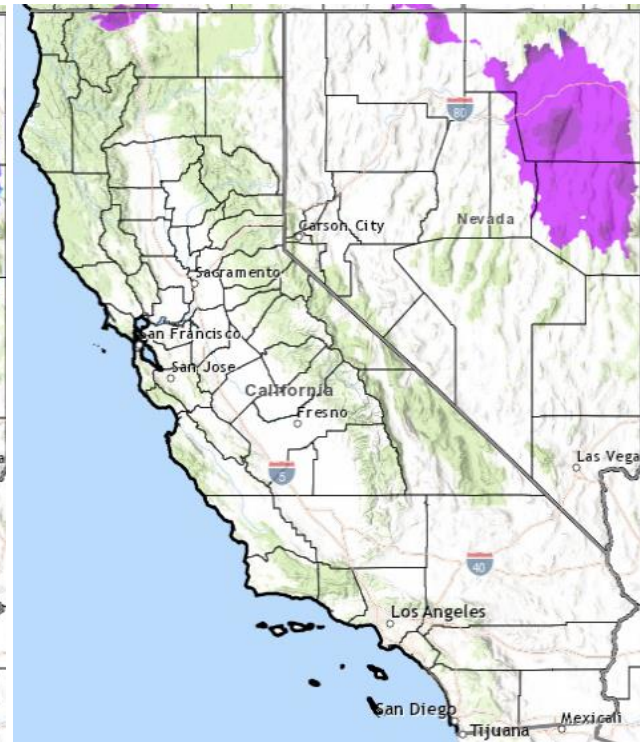 80
Nevada
Carson City
Sacramento
San Francisco
San Jose
California
Fresno
Las Vega
5
40
Los Angeles
San Diego
Tijuana
Mexicali